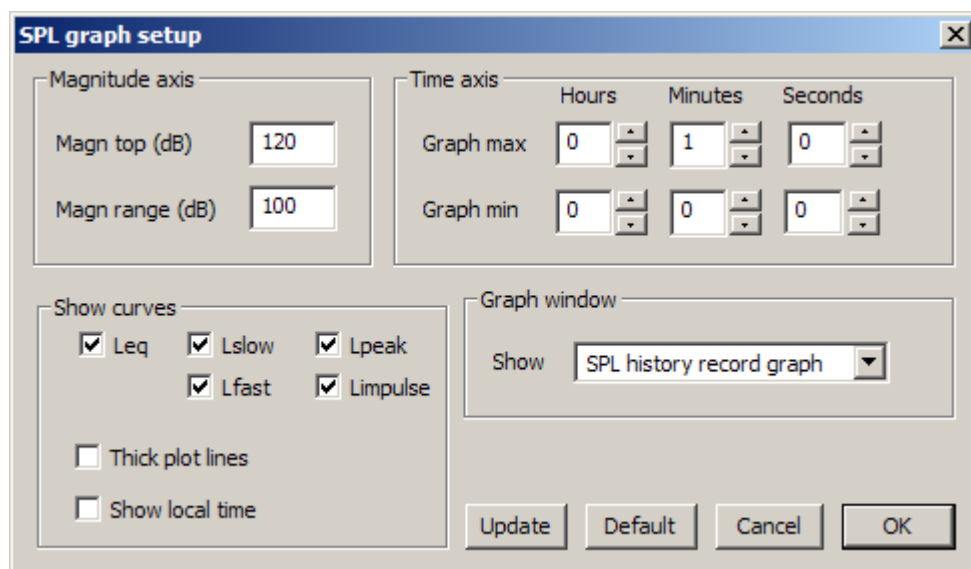 SPL graph setup
Magnitude axis
Magn top (dB) 120
Magn range (dB) 100
Time axis
Hours Minutes Seconds
Graph max 0 1 0
Graph min 0 0 0
Show curves
Leq Lslow Lpeak
Lfast Limpulse
Thick plot lines
Show local time
Graph window
Show SPL history record graph
Update Default Cancel OK